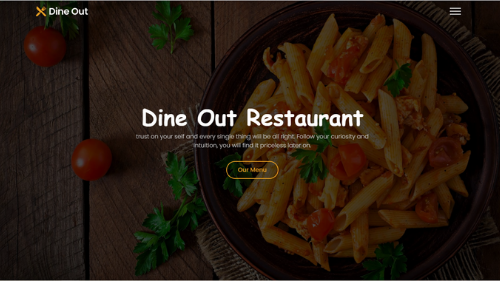 Dine Out
Dine Out Restaurant
trust on your self and every single thing will be all right. Follow your curiosity and
intuition, you will find it priceless later on.
Our Menu